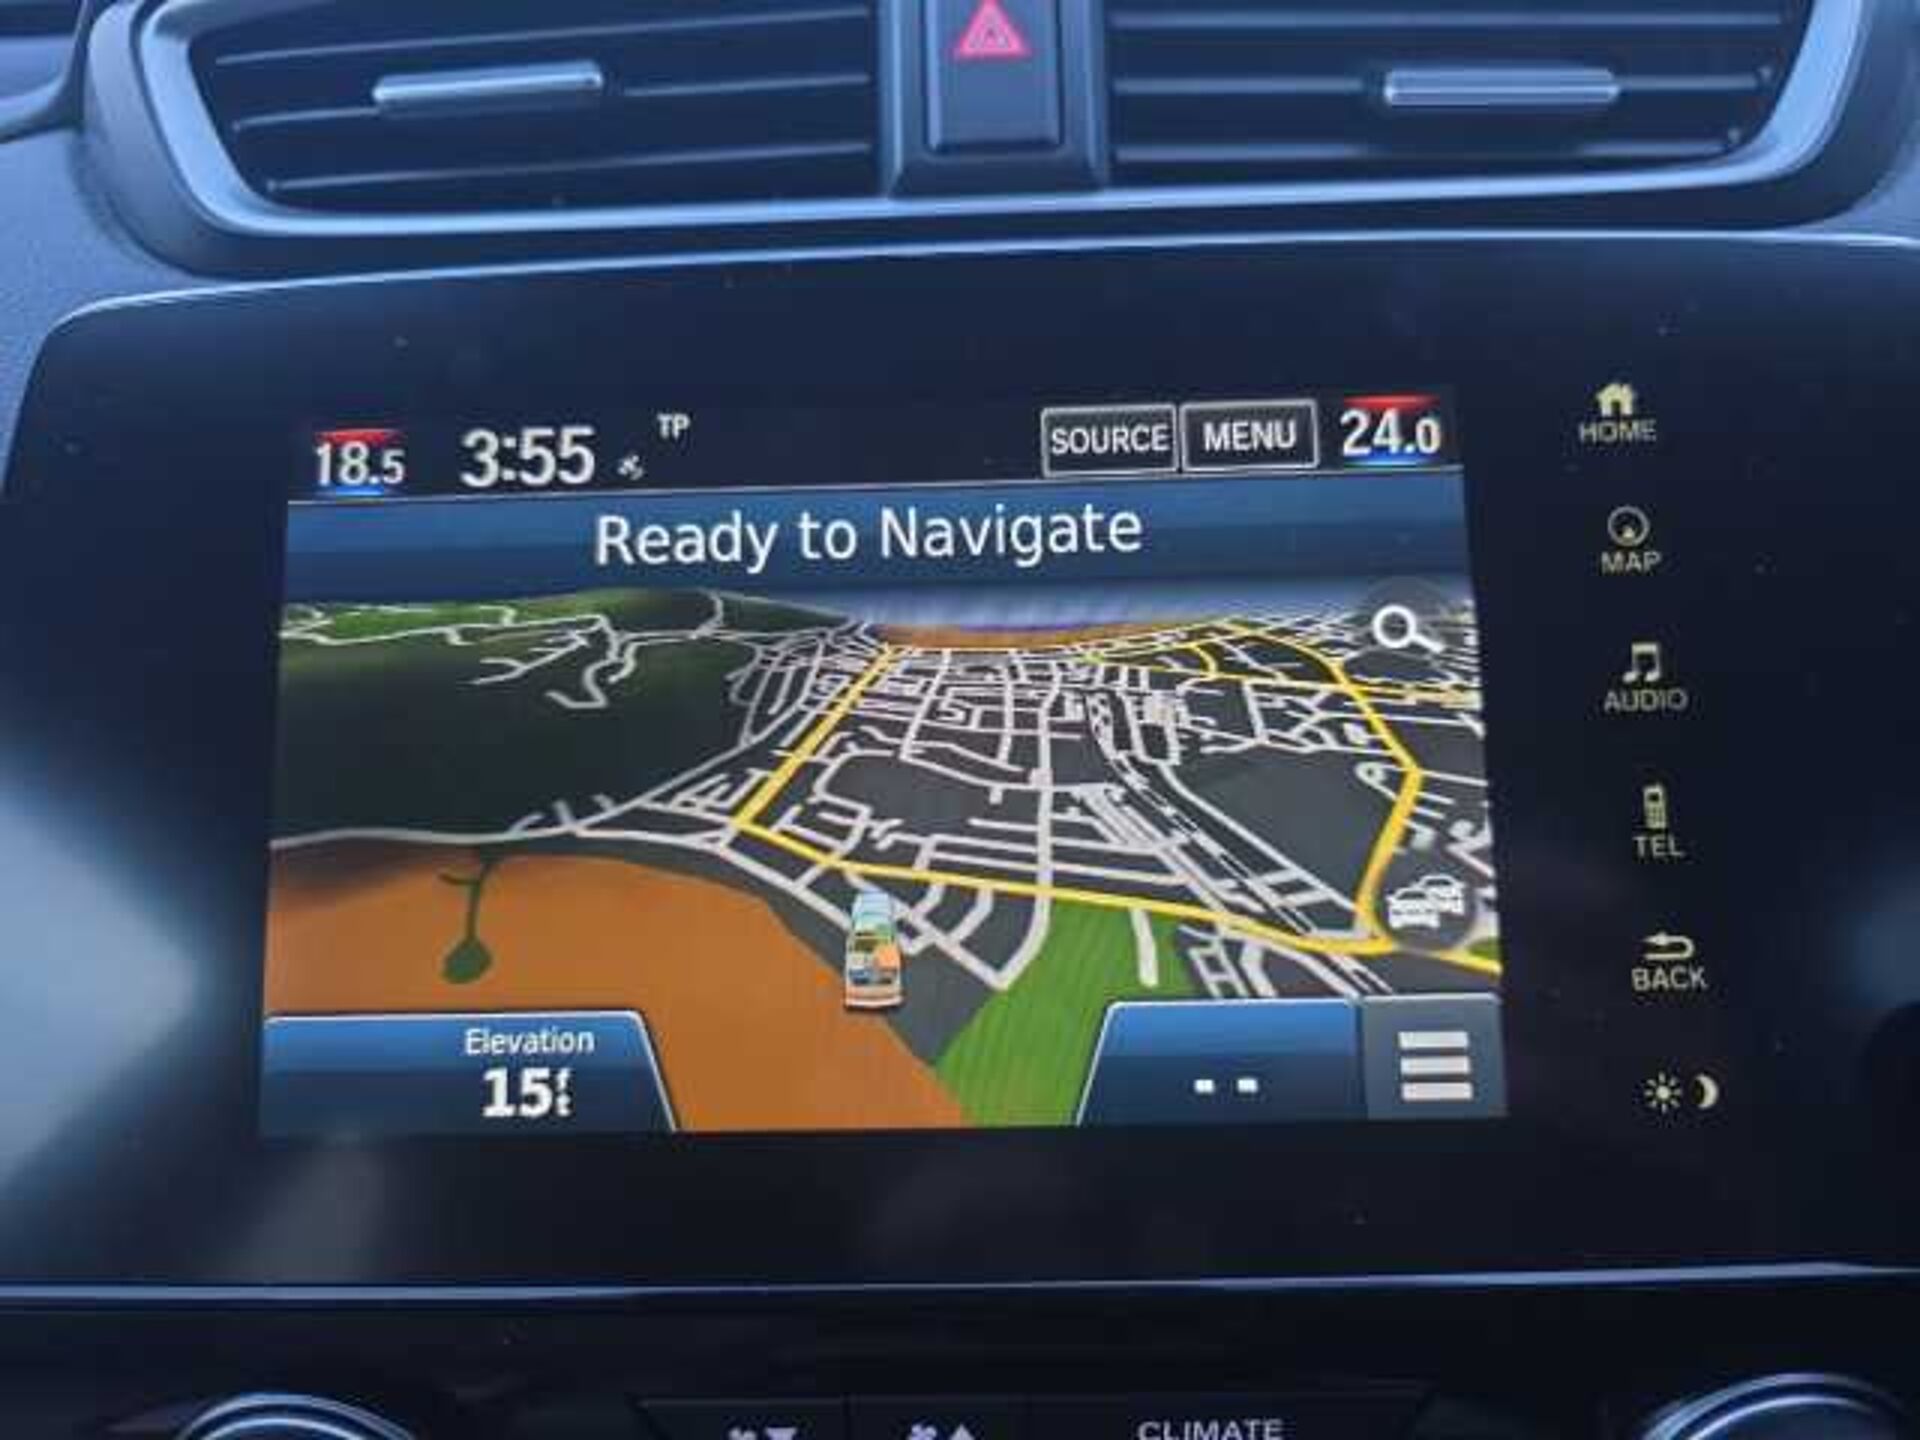 18.5 3:55 TP SOURCE MENU 24.0
Ready to Navigate
HOME
MAP
AUDIO
TEL
BACK
Elevation
15ft
--
CLIMATE